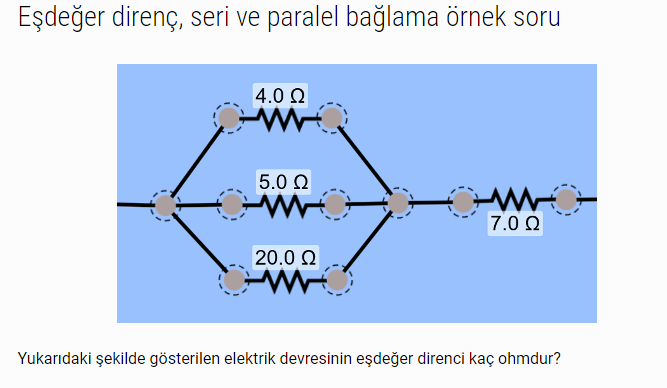 Eşdeğer direnç, seri ve paralel bağlama örnek soru
4.0 Ω
5.0 Ω
7.0 Ω
20.0 Ω
Yukarıdaki şekilde gösterilen elektrik devresinin eşdeğer direnci kaç ohmdur?